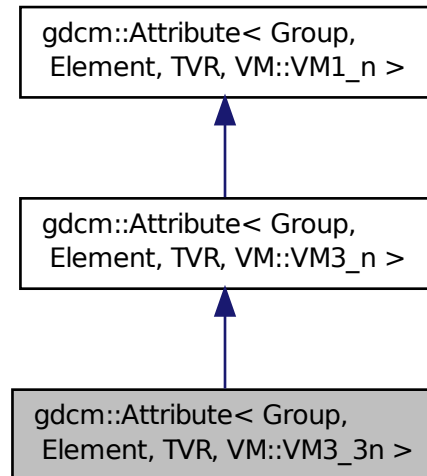 gdcm::Attribute< Group,
Element, TVR, VM::VM1_n >
gdcm::Attribute< Group,
Element, TVR, VM::VM3_n >
gdcm::Attribute< Group,
Element, TVR, VM::VM3_3n >